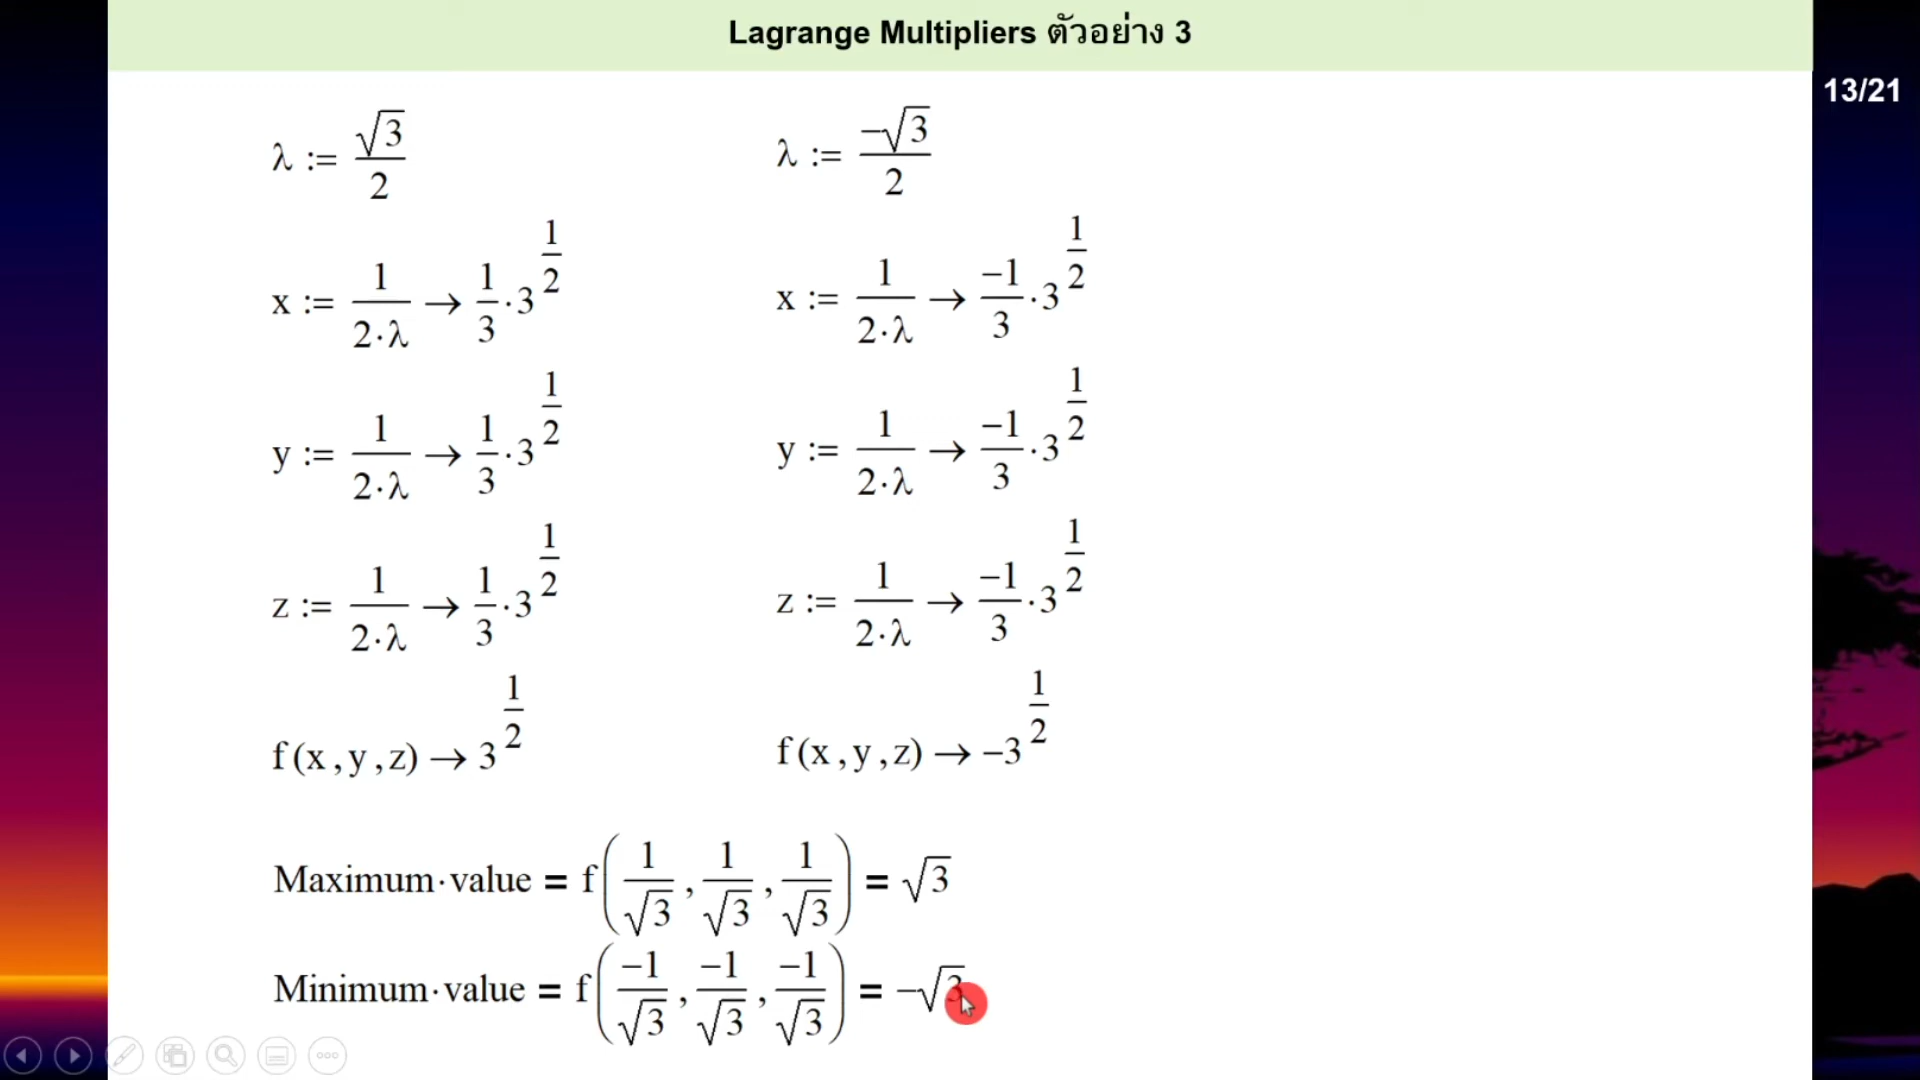 Lagrange Multipliers ตัวอย่าง 3
13/21
λ := √3/2
λ := −√3/2
x := 1/(2·λ) → 1/3·3^(1/2)
x := 1/(2·λ) → −1/3·3^(1/2)
y := 1/(2·λ) → 1/3·3^(1/2)
y := 1/(2·λ) → −1/3·3^(1/2)
z := 1/(2·λ) → 1/3·3^(1/2)
z := 1/(2·λ) → −1/3·3^(1/2)
f(x,y,z) → 3^(1/2)
f(x,y,z) → −3^(1/2)
Maximum·value = f(1/√3, 1/√3, 1/√3) = √3
Minimum·value = f(−1/√3, −1/√3, −1/√3) = −√3